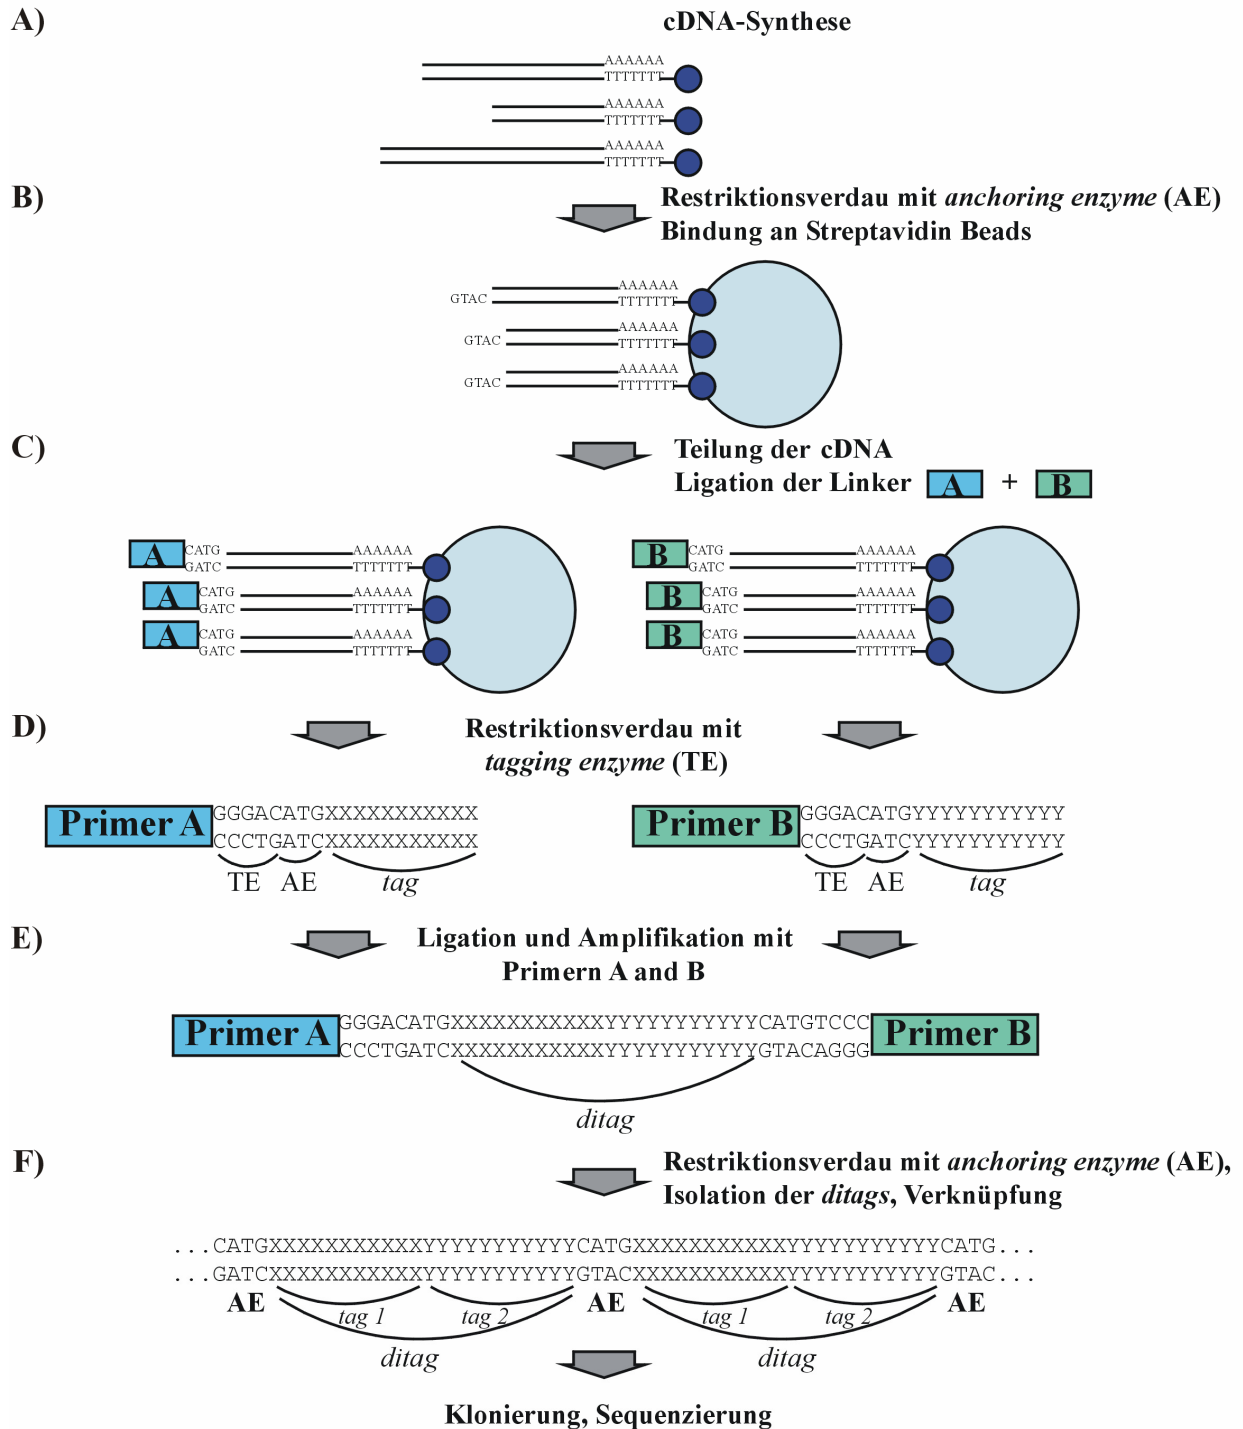 A)
cDNA-Synthese
AAAAAA
TTTTTTT
AAAAAA
TTTTTTT
AAAAAA
TTTTTTT
B)
Restriktionsverdau mit anchoring enzyme (AE)
Bindung an Streptavidin Beads
AAAAAA
GTAC TTTTTTT
AAAAAA
GTAC TTTTTTT
AAAAAA
GTAC TTTTTTT
C)
Teilung der cDNA
Ligation der Linker A + B
A CATG AAAAAA
GATC TTTTTTT
A CATG AAAAAA
GATC TTTTTTT
A CATG AAAAAA
GATC TTTTTTT
B CATG AAAAAA
GATC TTTTTTT
B CATG AAAAAA
GATC TTTTTTT
B CATG AAAAAA
GATC TTTTTTT
D)
Restriktionsverdau mit
tagging enzyme (TE)
Primer A GGGACATGXXXXXXXXXXX
CCCTGATCXXXXXXXXXXX
TE AE tag
Primer B GGGACATGYYYYYYYYYYY
CCCTGATCYYYYYYYYYYY
TE AE tag
E)
Ligation und Amplifikation mit
Primern A and B
Primer A GGGACATGXXXXXXXXXXXYYYYYYYYYYYCATGTCCC Primer B
CCCTGATCXXXXXXXXXXXYYYYYYYYYYYGTACAGGG
ditag
F)
Restriktionsverdau mit anchoring enzyme (AE),
Isolation der ditags, Verknüpfung
...CATGXXXXXXXXXXXYYYYYYYYYYYCATGXXXXXXXXXXXYYYYYYYYYYYCATG...
...GATCXXXXXXXXXXXYYYYYYYYYYYGTACXXXXXXXXXXXYYYYYYYYYYYGTAC...
AE tag 1 tag 2 AE tag 1 tag 2 AE
ditag ditag
Klonierung, Sequenzierung